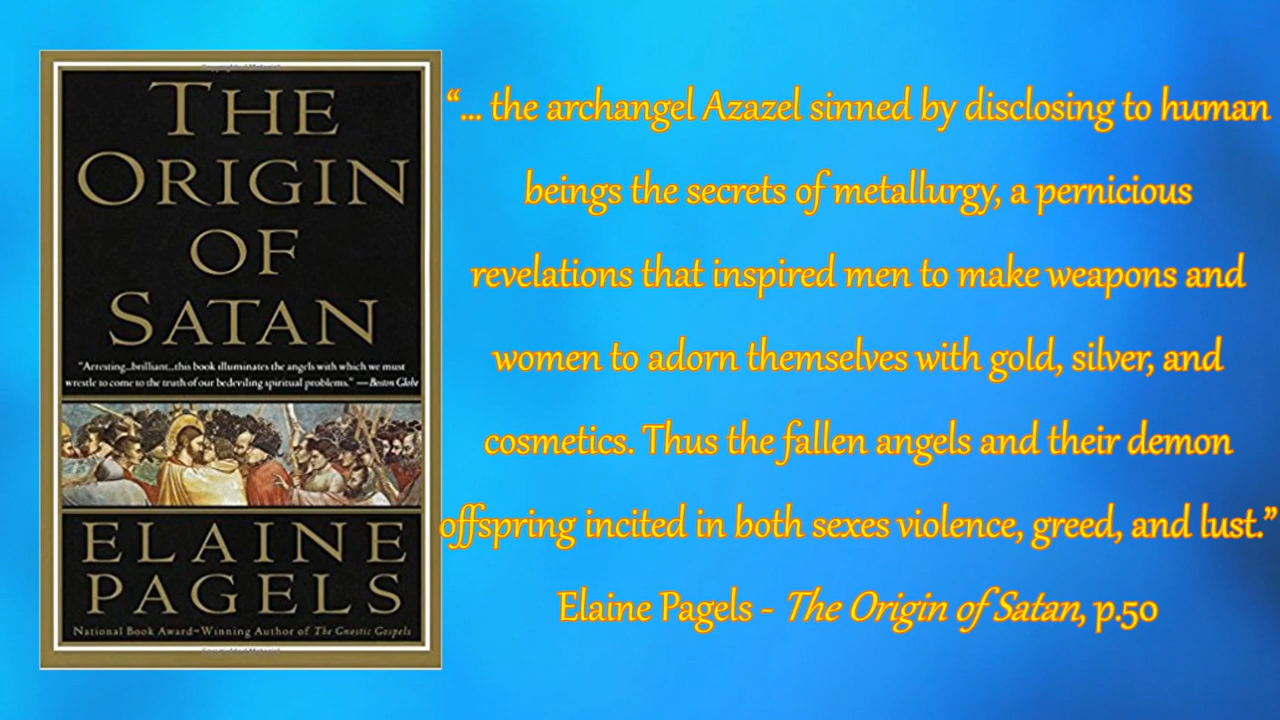 THE
ORIGIN
OF
SATAN
"Arresting...brilliant...this book illuminates the angels with which we must
wrestle to come to the truth of our bedeviling spiritual problems." —Boston Globe
ELAINE
PAGELS
National Book Award–Winning Author of The Gnostic Gospels
“... the archangel Azazel sinned by disclosing to human
beings the secrets of metallurgy, a pernicious
revelations that inspired men to make weapons and
women to adorn themselves with gold, silver, and
cosmetics. Thus the fallen angels and their demon
offspring incited in both sexes violence, greed, and lust.”
Elaine Pagels - The Origin of Satan, p.50